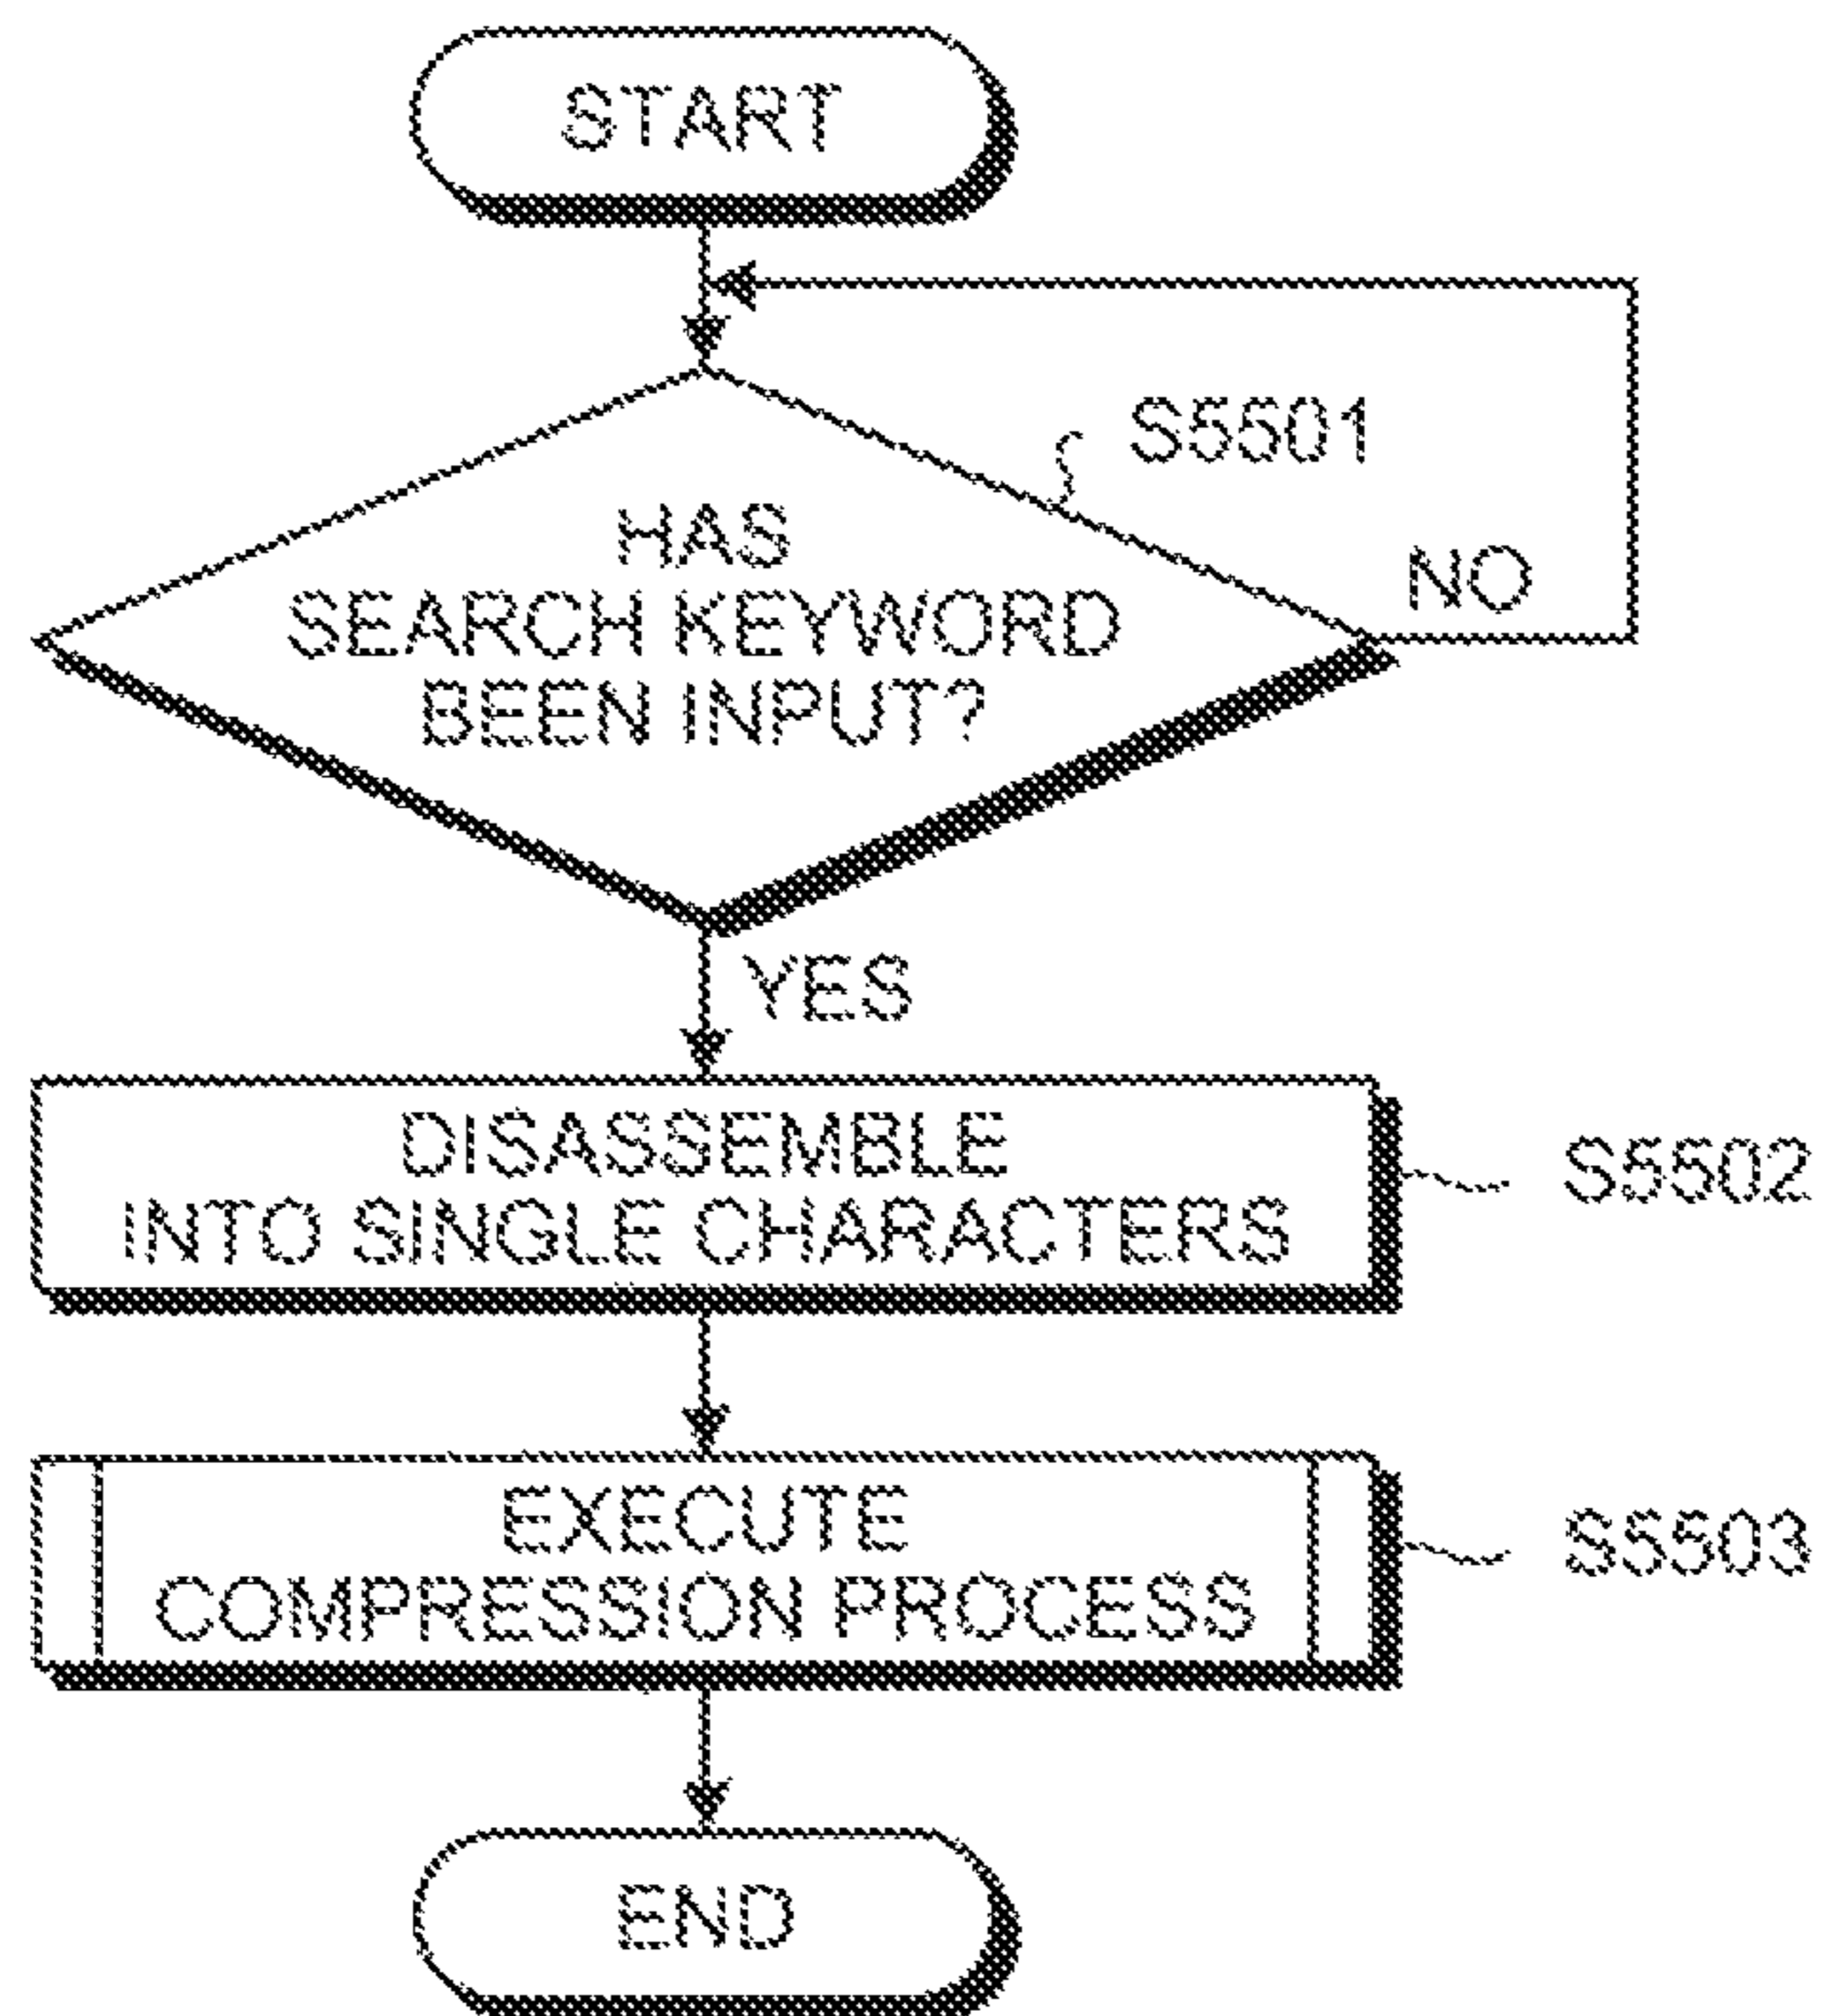 START
S5501
HAS
SEARCH KEYWORD
BEEN INPUT?
NO
YES
DISASSEMBLE
INTO SINGLE CHARACTERS
S5502
EXECUTE
COMPRESSION PROCESS
S5503
END